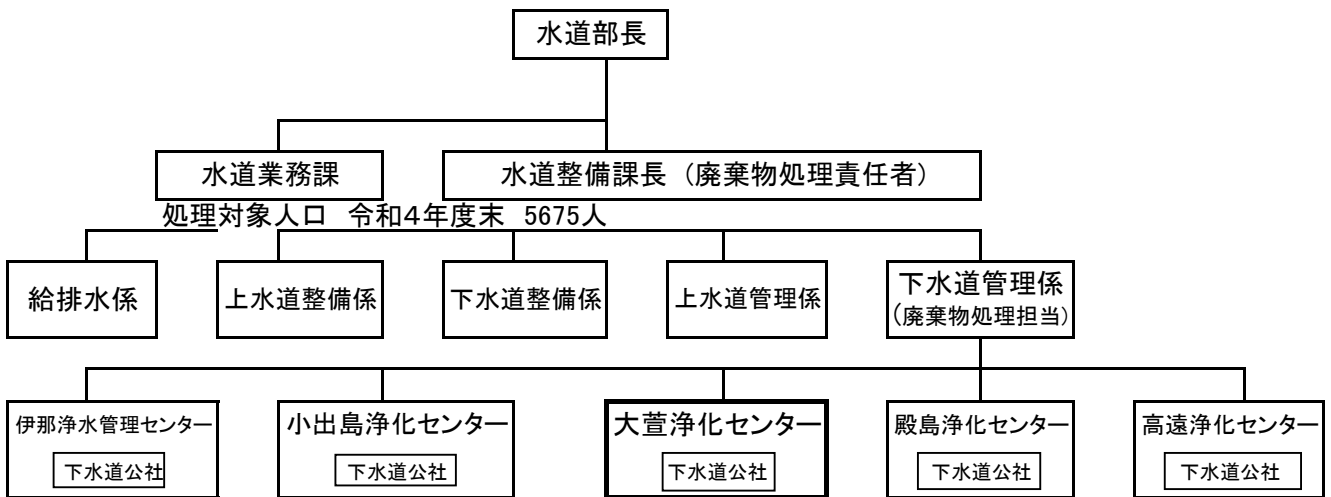 水道部長
水道業務課
水道整備課長 (廃棄物処理責任者)
処理対象人口 令和4年度末 5675人
給排水係
上水道整備係
下水道整備係
上水道管理係
下水道管理係
(廃棄物処理担当)
伊那浄水管理センター
下水道公社
小出島浄化センター
下水道公社
大萱浄化センター
下水道公社
殿島浄化センター
下水道公社
高遠浄化センター
下水道公社